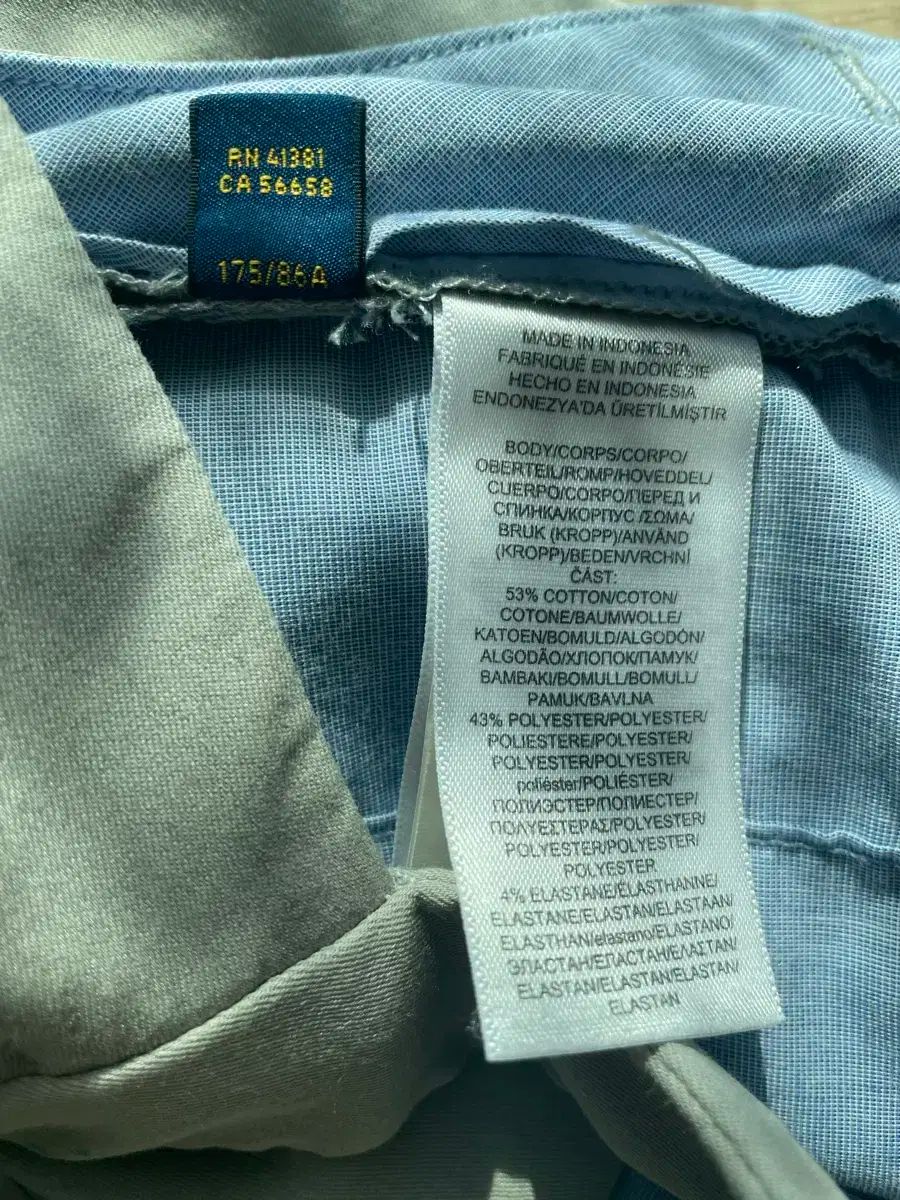 RN 41381
CA 56658
175/86A
MADE IN INDONESIA
FABRIQUÉ EN INDONÉSIE
HECHO EN INDONESIA
ENDONEZYA'DA ÜRETİLMİŞTİR
BODY/CORPS/CORPO/
OBERTEIL/ROMP/HOVEDDEL/
CUERPO/CORPO/ПЕРЕД И
СПИНКА/КОРПУС /ΣΩΜΑ/
BRUK (KROPP)/ANVÄND
(KROPP)/BEDEN/VRCHNÍ
ČÁST:
53% COTTON/COTON/
COTONE/BAUMWOLLE/
KATOEN/BOMULD/ALGODÓN/
ALGODÃO/ХЛОПОК/ПАМУК/
BAMBAKI/BOMULL/BOMULL/
PAMUK/BAVLNA
43% POLYESTER/POLYESTER/
POLIESTERE/POLYESTER/
POLYESTER/POLYESTER/
poliéster/POLIÉSTER/
ПОЛИЭСТЕР/ПОЛИЕСТЕР/
ΠΟΛΥΕΣΤΕΡΑΣ/POLYESTER/
POLYESTER/POLYESTER/
POLYESTER
4% ELASTANE/ÉLASTHANNE/
ELASTANE/ELASTAN/ELASTAAN/
ELASTHAN/elastano/ELASTANO/
ЭЛАСТАН/ЕЛАСТАН/ΕΛΑΣΤΑΝ/
ELASTAN/ELASTAN/ELASTAN/
ELASTAN